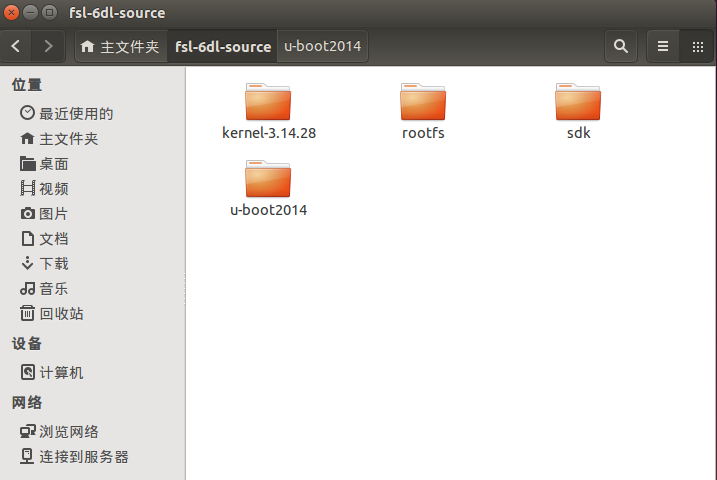 fsl-6dl-source
主文件夹 fsl-6dl-source u-boot2014
位置
最近使用的
主文件夹
桌面
视频
图片
文档
下载
音乐
回收站
设备
计算机
网络
浏览网络
连接到服务器
kernel-3.14.28 rootfs sdk
u-boot2014